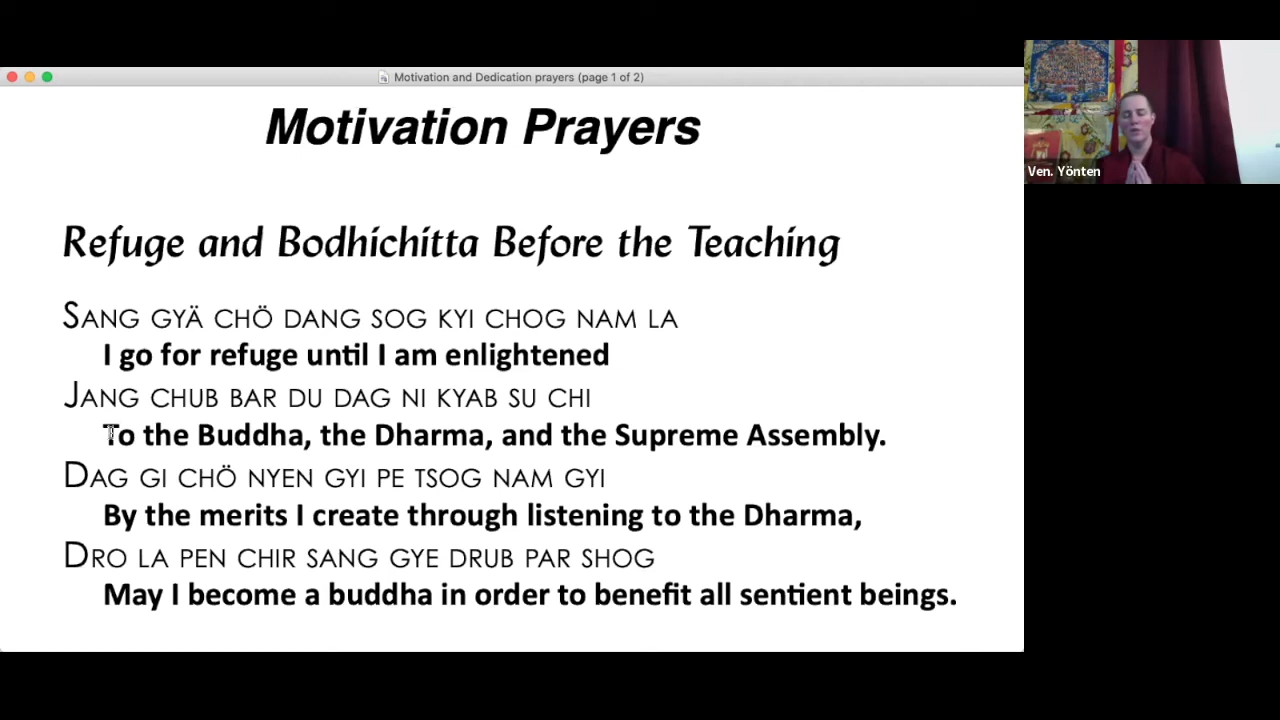 Motivation and Dedication prayers (page 1 of 2)
Motivation Prayers
Ven. Yönten
Refuge and Bodhichitta Before the Teaching
SANG GYÄ CHÖ DANG SOG KYI CHOG NAM LA
I go for refuge until I am enlightened
JANG CHUB BAR DU DAG NI KYAB SU CHI
To the Buddha, the Dharma, and the Supreme Assembly.
DAG GI CHÖ NYEN GYI PE TSOG NAM GYI
By the merits I create through listening to the Dharma,
DRO LA PEN CHIR SANG GYE DRUB PAR SHOG
May I become a buddha in order to benefit all sentient beings.